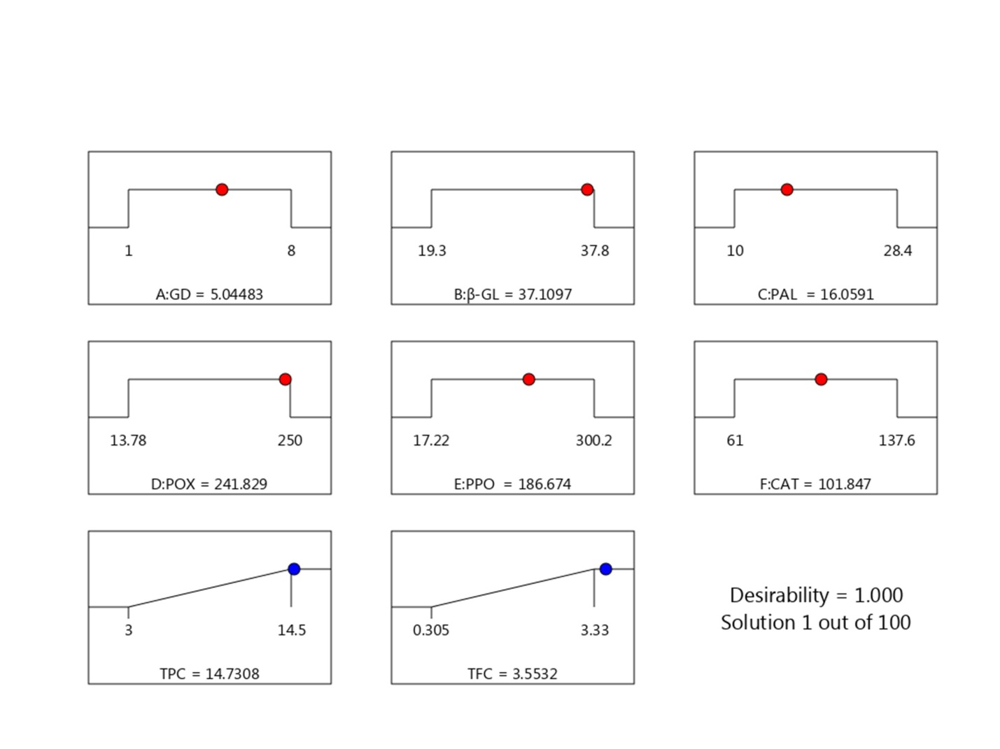 1 8
A:GD = 5.04483
19.3 37.8
B:β-GL = 37.1097
10 28.4
C:PAL = 16.0591
13.78 250
D:POX = 241.829
17.22 300.2
E:PPO = 186.674
61 137.6
F:CAT = 101.847
3 14.5
TPC = 14.7308
0.305 3.33
TFC = 3.5532
Desirability = 1.000
Solution 1 out of 100